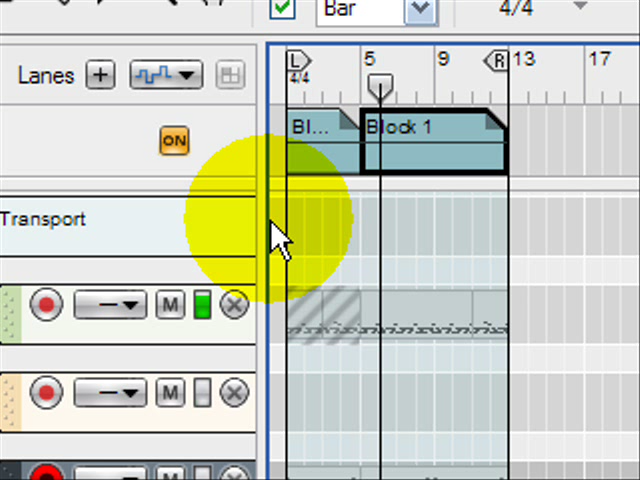 Bar
4/4
Lanes
L 5 9 R 13 17
4/4
ON
Bl... Block 1
Transport
M
M